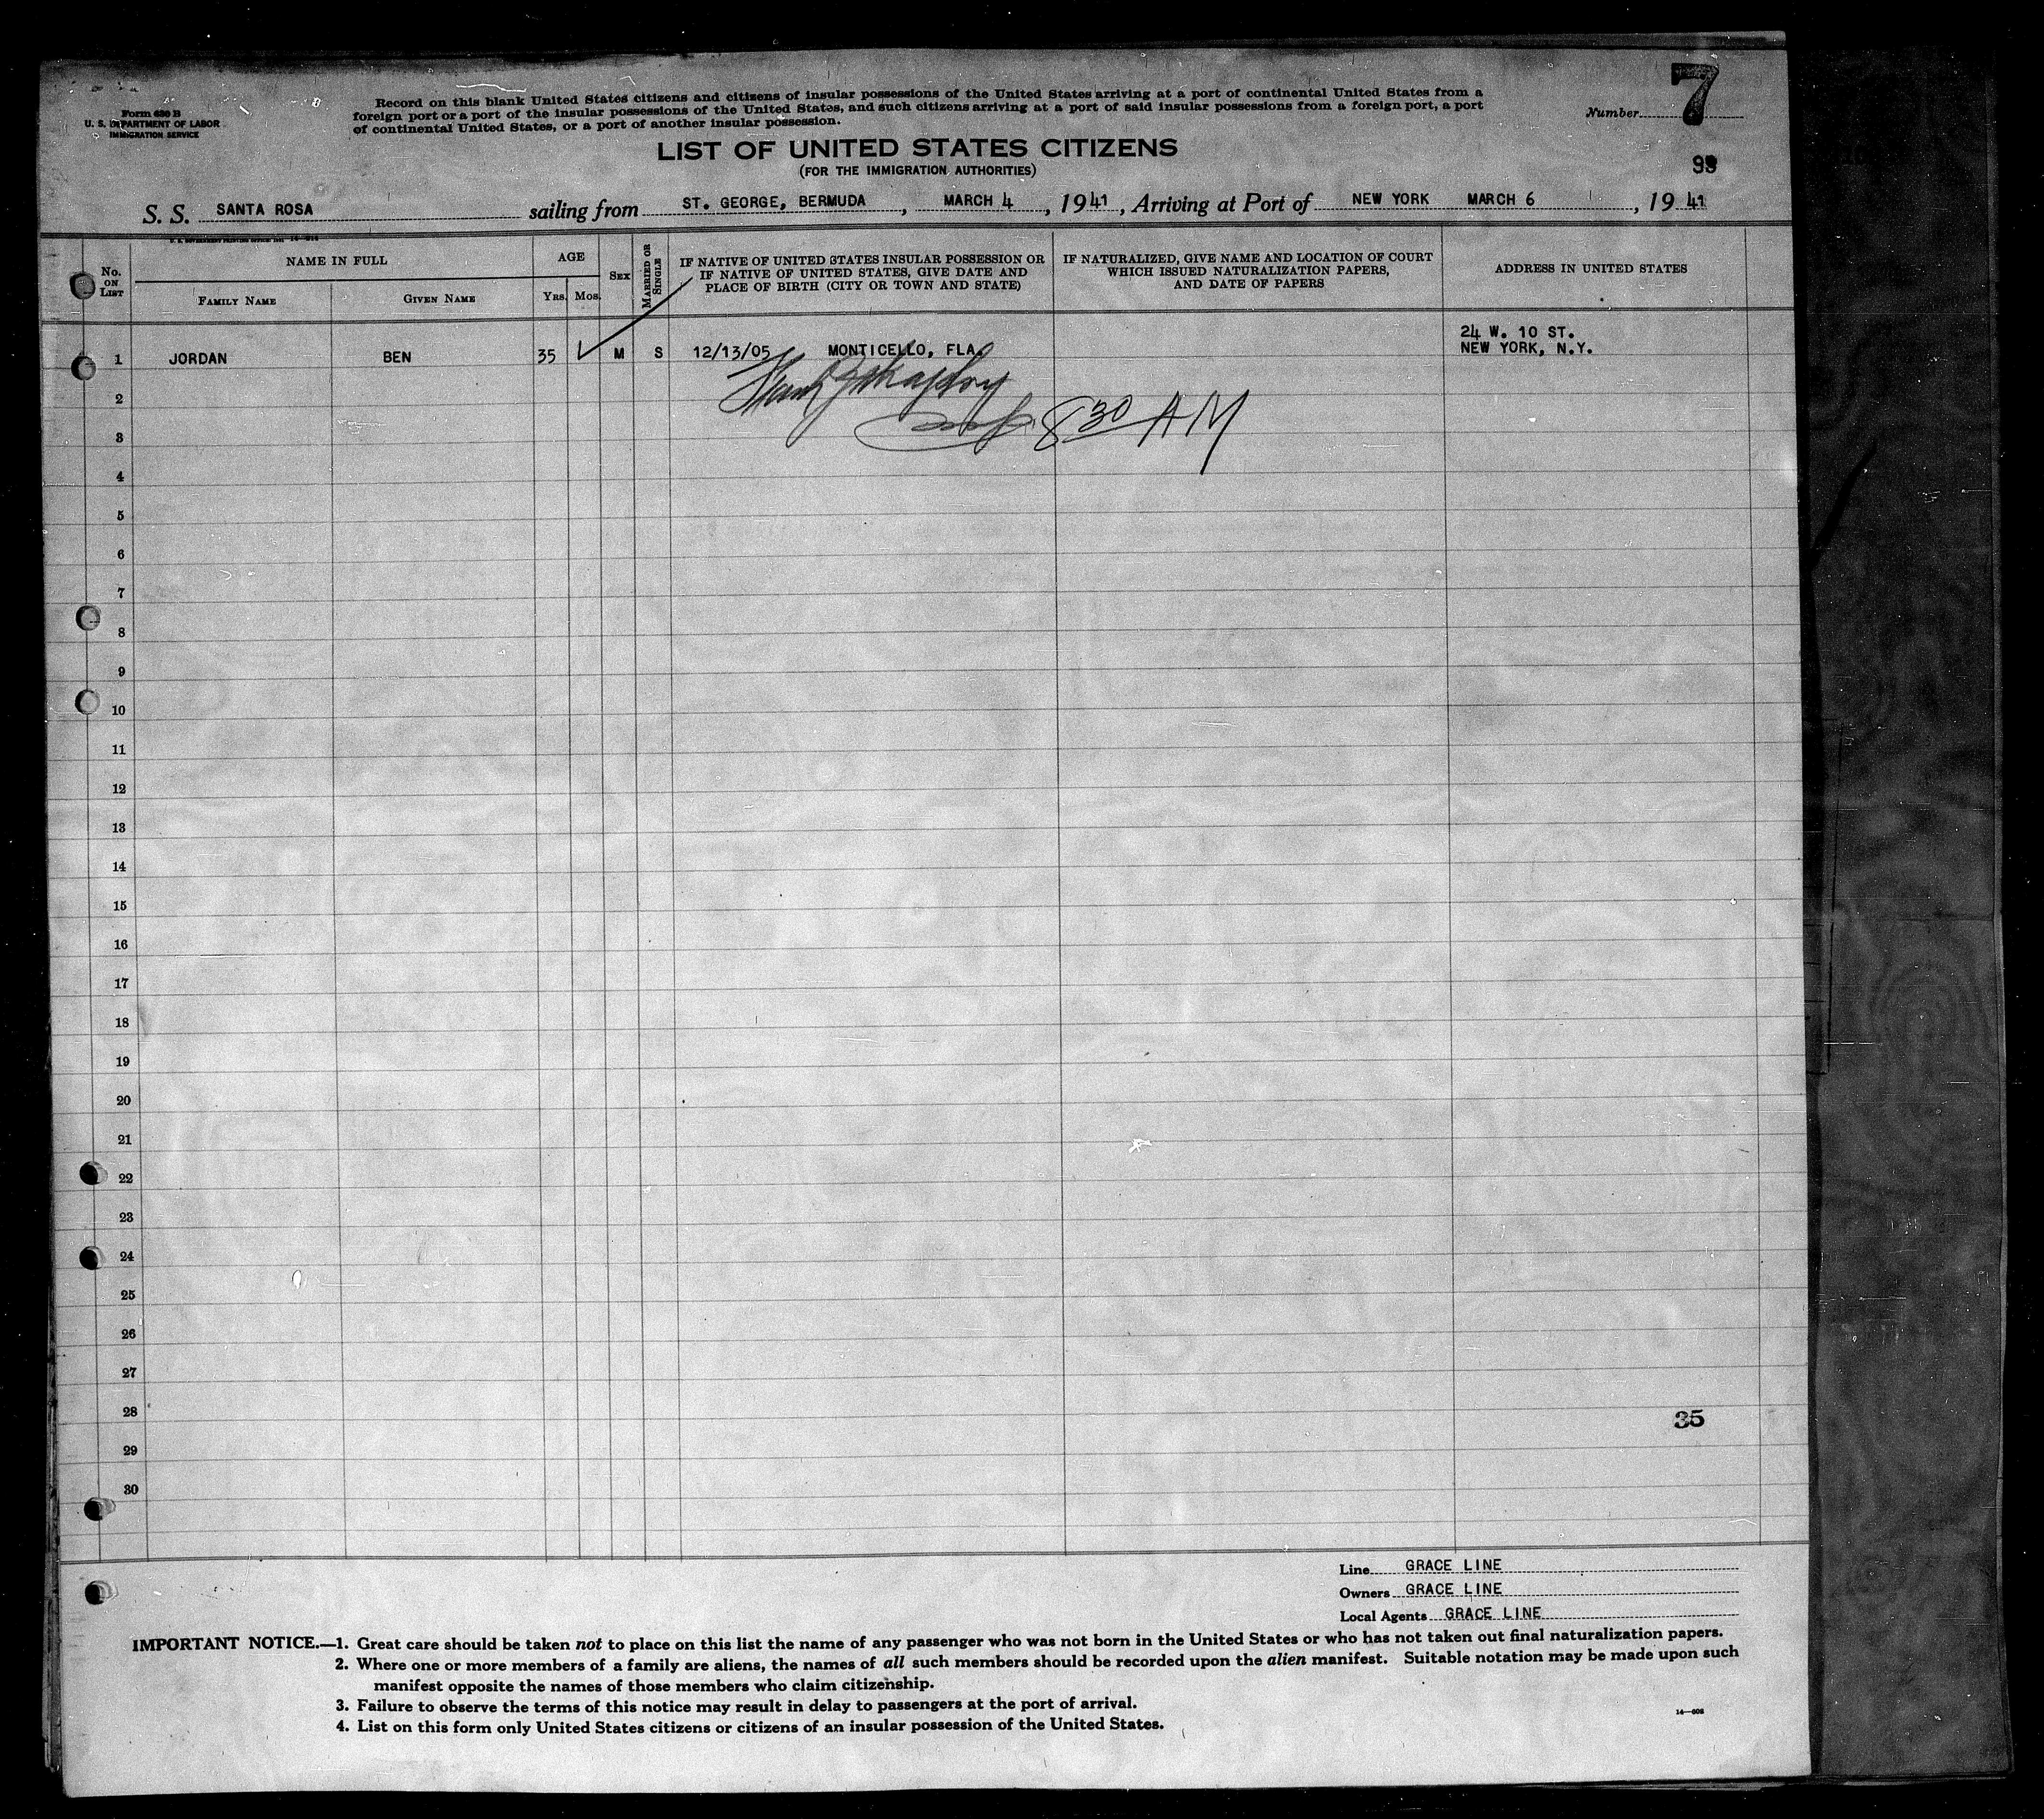 7
Form 630 B
U. S. DEPARTMENT OF LABOR
IMMIGRATION SERVICE
Record on this blank United States citizens and citizens of insular possessions of the United States arriving at a port of continental United States from a
foreign port or a port of the insular possessions of the United States, and such citizens arriving at a port of said insular possessions from a foreign port, a port
of continental United States, or a port of another insular possession.
Number
LIST OF UNITED STATES CITIZENS
(FOR THE IMMIGRATION AUTHORITIES)
S. S. SANTA ROSA sailing from ST. GEORGE, BERMUDA, MARCH 4, 1941, Arriving at Port of NEW YORK MARCH 6, 1941
No. ON LIST
NAME IN FULL
FAMILY NAME
GIVEN NAME
AGE
YRS. MOS.
SEX
MARRIED OR SINGLE
IF NATIVE OF UNITED STATES INSULAR POSSESSION OR
IF NATIVE OF UNITED STATES, GIVE DATE AND
PLACE OF BIRTH (CITY OR TOWN AND STATE)
IF NATURALIZED, GIVE NAME AND LOCATION OF COURT
WHICH ISSUED NATURALIZATION PAPERS,
AND DATE OF PAPERS
ADDRESS IN UNITED STATES
1 JORDAN BEN 35 M S 12/13/05 MONTICELLO, FLA. 24 W. 10 ST.
NEW YORK, N.Y.
2
3 8 30 AM
4
5
6
7
8
9
10
11
12
13
14
15
16
17
18
19
20
21
22
23
24
25
26
27
28 35
29
30
Line GRACE LINE
Owners GRACE LINE
Local Agents GRACE LINE
IMPORTANT NOTICE.—1. Great care should be taken not to place on this list the name of any passenger who was not born in the United States or who has not taken out final naturalization papers.
2. Where one or more members of a family are aliens, the names of all such members should be recorded upon the alien manifest. Suitable notation may be made upon such
manifest opposite the names of those members who claim citizenship.
3. Failure to observe the terms of this notice may result in delay to passengers at the port of arrival.
4. List on this form only United States citizens or citizens of an insular possession of the United States.